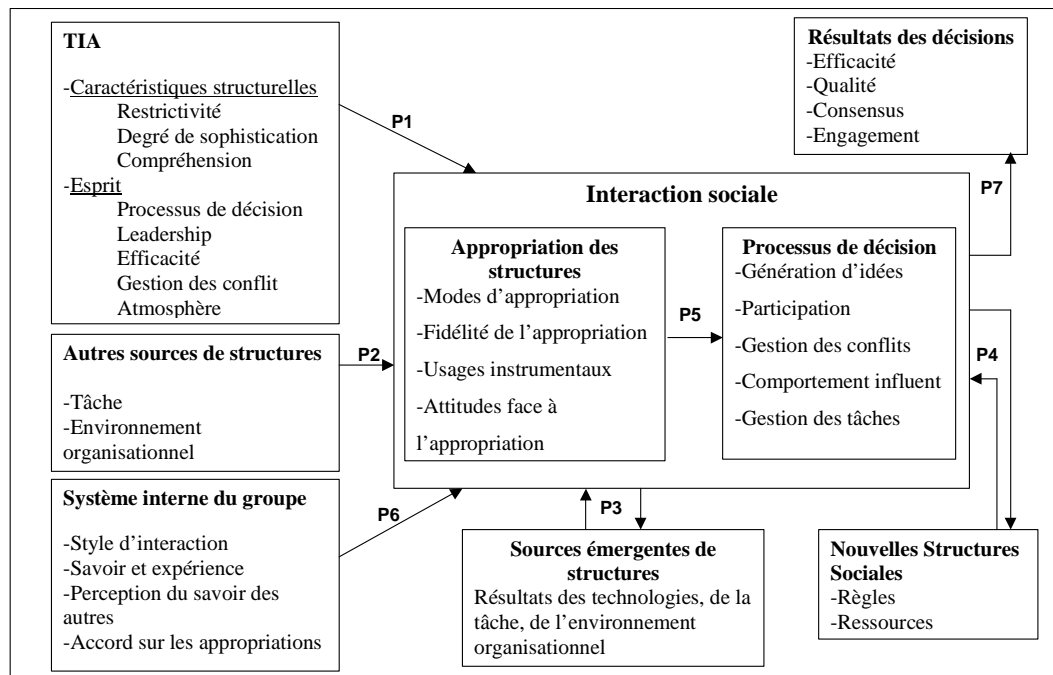 TIA
-Caractéristiques structurelles
Restrictivité
Degré de sophistication
Compréhension
-Esprit
Processus de décision
Leadership
Efficacité
Gestion des conflit
Atmosphère
P1
Résultats des décisions
-Efficacité
-Qualité
-Consensus
-Engagement
P7
Interaction sociale
Appropriation des
structures
-Modes d’appropriation
-Fidélité de l’appropriation
-Usages instrumentaux
-Attitudes face à
l’appropriation
P5
Processus de décision
-Génération d’idées
-Participation
-Gestion des conflits
-Comportement influent
-Gestion des tâches
P4
Autres sources de structures
-Tâche
-Environnement
organisationnel
P2
Système interne du groupe
-Style d’interaction
-Savoir et expérience
-Perception du savoir des
autres
-Accord sur les appropriations
P6
P3
Sources émergentes de
structures
Résultats des technologies, de la
tâche, de l’environnement
organisationnel
Nouvelles Structures
Sociales
-Règles
-Ressources